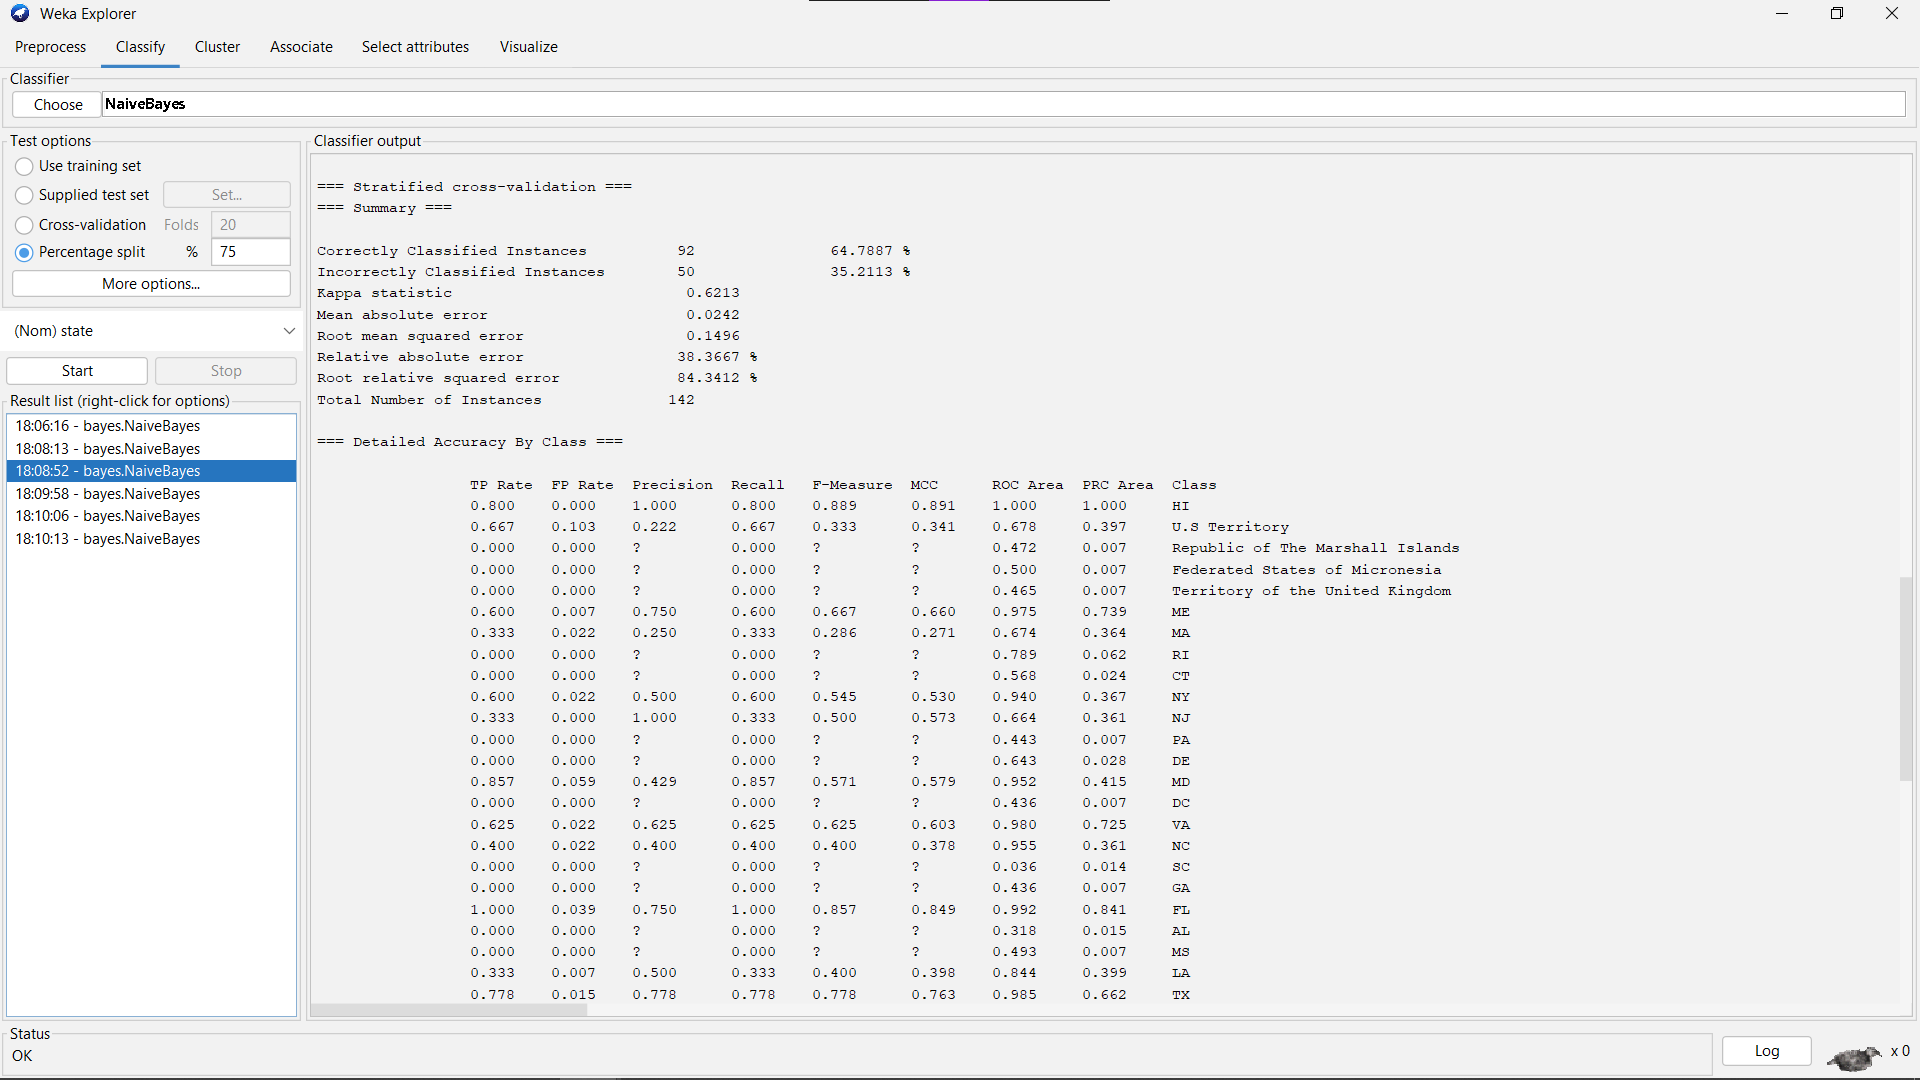 Weka Explorer
Preprocess Classify Cluster Associate Select attributes Visualize
Classifier
Choose NaiveBayes
Test options
Use training set
Supplied test set Set...
Cross-validation Folds 20
Percentage split % 75
More options...
(Nom) state
Start Stop
Result list (right-click for options)
18:06:16 - bayes.NaiveBayes
18:08:13 - bayes.NaiveBayes
18:08:52 - bayes.NaiveBayes
18:09:58 - bayes.NaiveBayes
18:10:06 - bayes.NaiveBayes
18:10:13 - bayes.NaiveBayes
Classifier output
=== Stratified cross-validation ===
=== Summary ===
Correctly Classified Instances 92 64.7887 %
Incorrectly Classified Instances 50 35.2113 %
Kappa statistic 0.6213
Mean absolute error 0.0242
Root mean squared error 0.1496
Relative absolute error 38.3667 %
Root relative squared error 84.3412 %
Total Number of Instances 142
=== Detailed Accuracy By Class ===
TP Rate FP Rate Precision Recall F-Measure MCC ROC Area PRC Area Class
0.800 0.000 1.000 0.800 0.889 0.891 1.000 1.000 HI
0.667 0.103 0.222 0.667 0.333 0.341 0.678 0.397 U.S Territory
0.000 0.000 ? 0.000 ? ? 0.472 0.007 Republic of The Marshall Islands
0.000 0.000 ? 0.000 ? ? 0.500 0.007 Federated States of Micronesia
0.000 0.000 ? 0.000 ? ? 0.465 0.007 Territory of the United Kingdom
0.600 0.007 0.750 0.600 0.667 0.660 0.975 0.739 ME
0.333 0.022 0.250 0.333 0.286 0.271 0.674 0.364 MA
0.000 0.000 ? 0.000 ? ? 0.789 0.062 RI
0.000 0.000 ? 0.000 ? ? 0.568 0.024 CT
0.600 0.022 0.500 0.600 0.545 0.530 0.940 0.367 NY
0.333 0.000 1.000 0.333 0.500 0.573 0.664 0.361 NJ
0.000 0.000 ? 0.000 ? ? 0.443 0.007 PA
0.000 0.000 ? 0.000 ? ? 0.643 0.028 DE
0.857 0.059 0.429 0.857 0.571 0.579 0.952 0.415 MD
0.000 0.000 ? 0.000 ? ? 0.436 0.007 DC
0.625 0.022 0.625 0.625 0.625 0.603 0.980 0.725 VA
0.400 0.022 0.400 0.400 0.400 0.378 0.955 0.361 NC
0.000 0.000 ? 0.000 ? ? 0.036 0.014 SC
0.000 0.000 ? 0.000 ? ? 0.436 0.007 GA
1.000 0.039 0.750 1.000 0.857 0.849 0.992 0.841 FL
0.000 0.000 ? 0.000 ? ? 0.318 0.015 AL
0.000 0.000 ? 0.000 ? ? 0.493 0.007 MS
0.333 0.007 0.500 0.333 0.400 0.398 0.844 0.399 LA
0.778 0.015 0.778 0.778 0.778 0.763 0.985 0.662 TX
Status
OK
Log
x 0